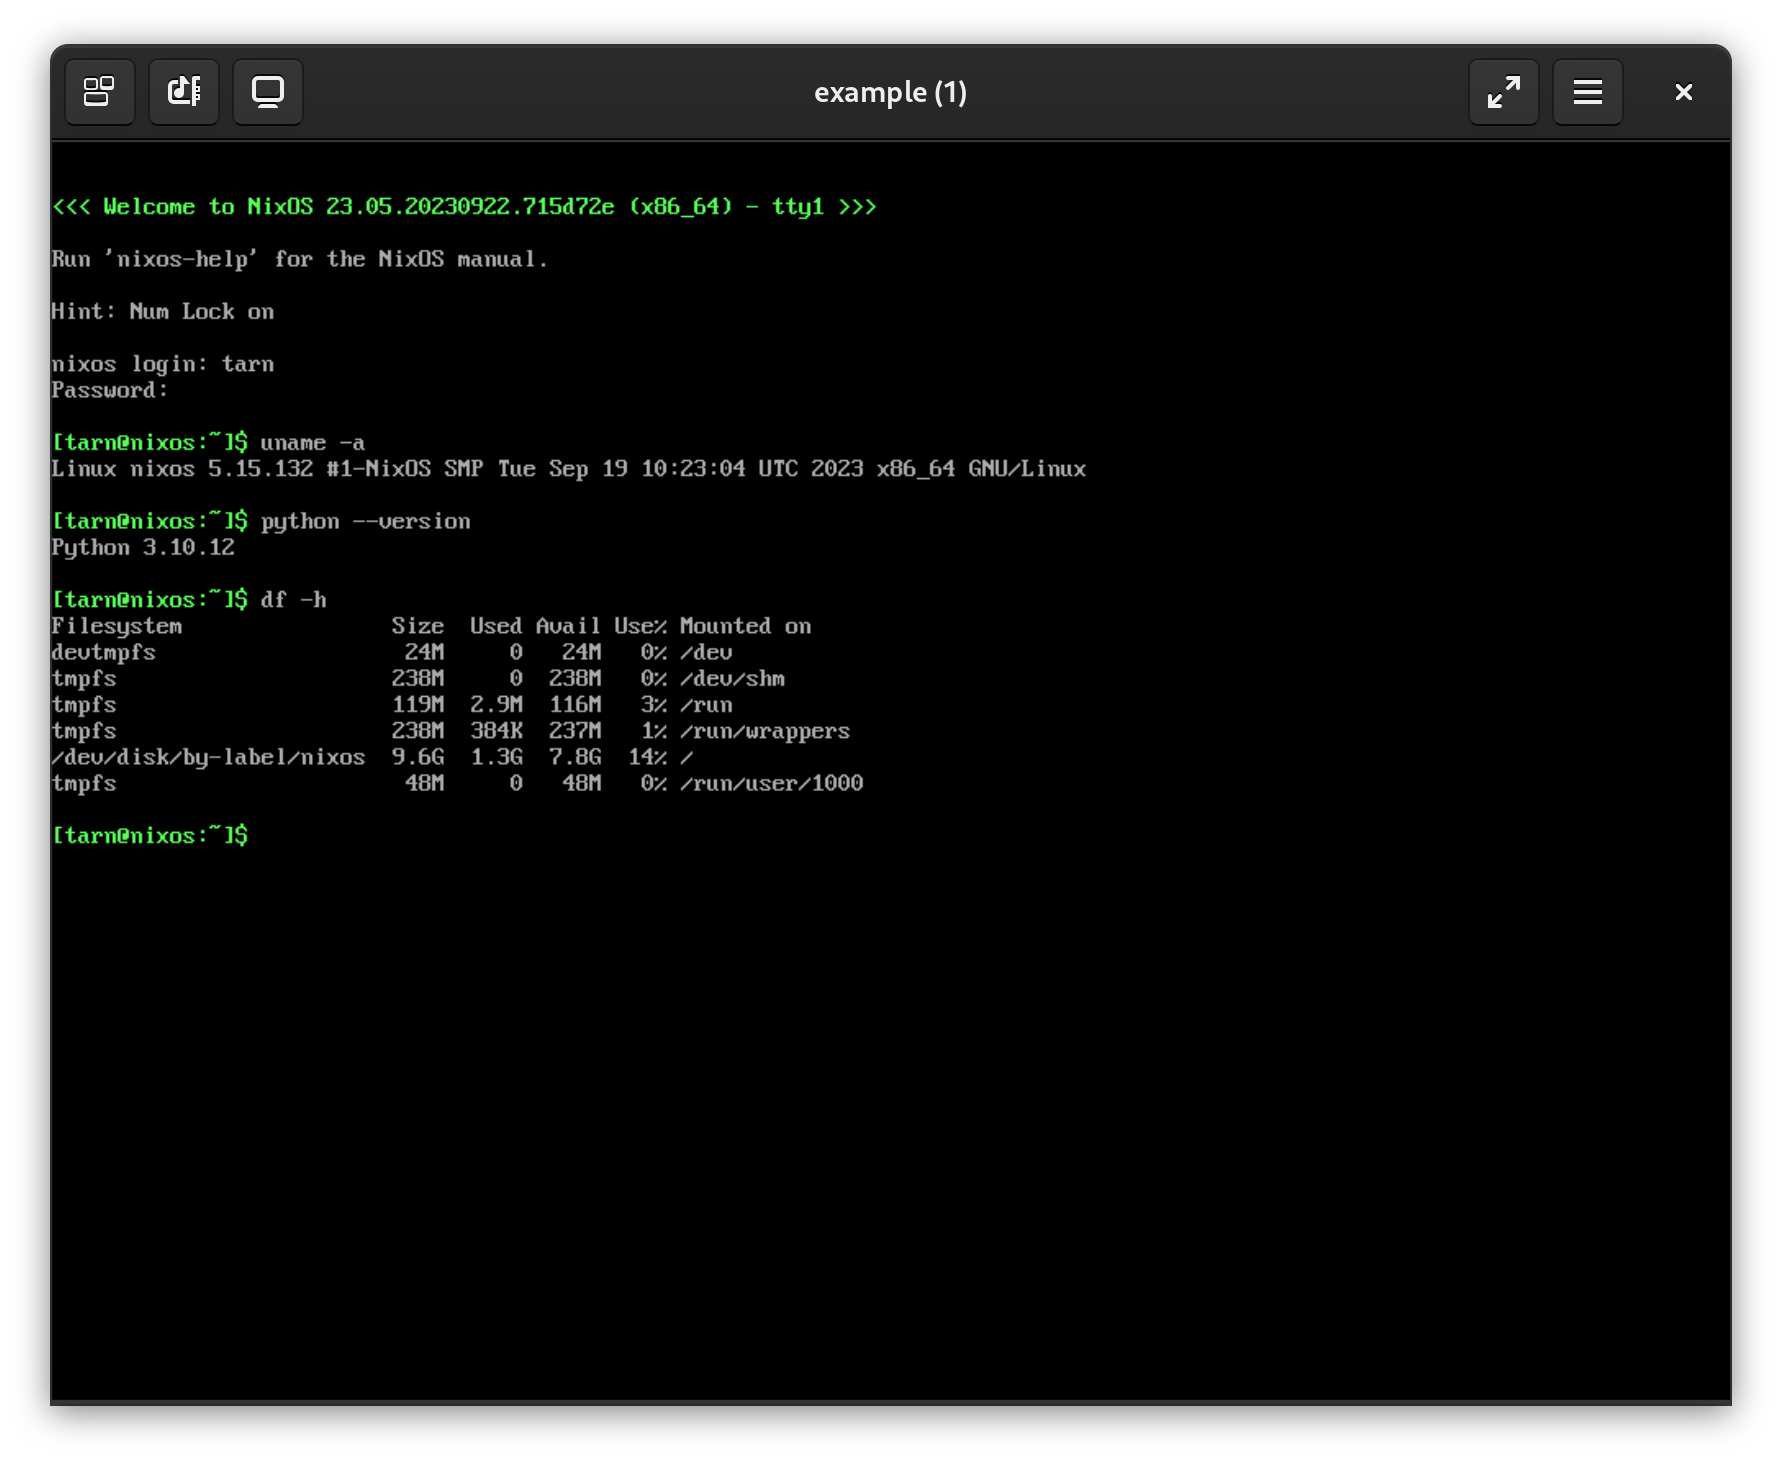 example (1)
<<< Welcome to NixOS 23.05.20230922.715d72e (x86_64) - tty1 >>>
Run 'nixos-help' for the NixOS manual.
Hint: Num Lock on
nixos login: tarn
Password:
[tarn@nixos:~]$ uname -a
Linux nixos 5.15.132 #1-NixOS SMP Tue Sep 19 10:23:04 UTC 2023 x86_64 GNU/Linux
[tarn@nixos:~]$ python --version
Python 3.10.12
[tarn@nixos:~]$ df -h
Filesystem                Size  Used Avail Use% Mounted on
devtmpfs                   24M     0   24M   0% /dev
tmpfs                     238M     0  238M   0% /dev/shm
tmpfs                     119M  2.9M  116M   3% /run
tmpfs                     238M  384K  237M   1% /run/wrappers
/dev/disk/by-label/nixos  9.6G  1.3G  7.8G  14% /
tmpfs                      48M     0   48M   0% /run/user/1000
[tarn@nixos:~]$